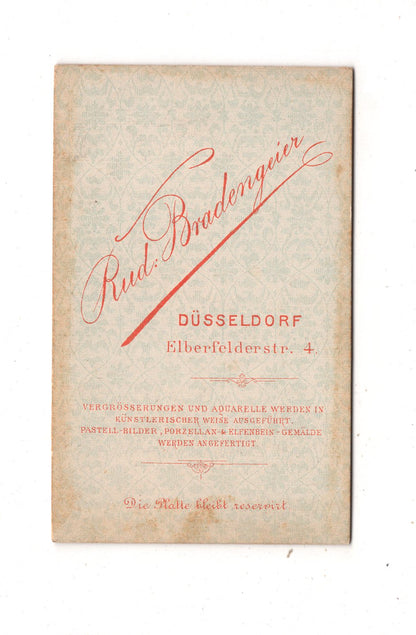 Rud: Bradengeier
DÜSSELDORF
Elberfelderstr. 4.
VERGRÖSSERUNGEN UND AQUARELLE WERDEN IN
KÜNSTLERISCHER WEISE AUSGEFÜHRT.
PASTELL-BILDER, PORZELLAN- & ELFENBEIN-GEMÄLDE
WERDEN ANGEFERTIGT.
Die Platte bleibt reservirt